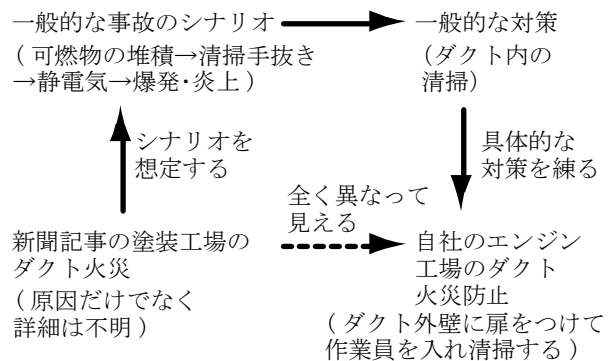 一般的な事故のシナリオ
(可燃物の堆積→清掃手抜き
→静電気→爆発・炎上)
一般的な対策
(ダクト内の
清掃)
シナリオを
想定する
具体的な
対策を練る
全く異なって
見える
新聞記事の塗装工場の
ダクト火災
(原因だけでなく
詳細は不明)
自社のエンジン
工場のダクト
火災防止
(ダクト外壁に扉をつけて
作業員を入れ清掃する)